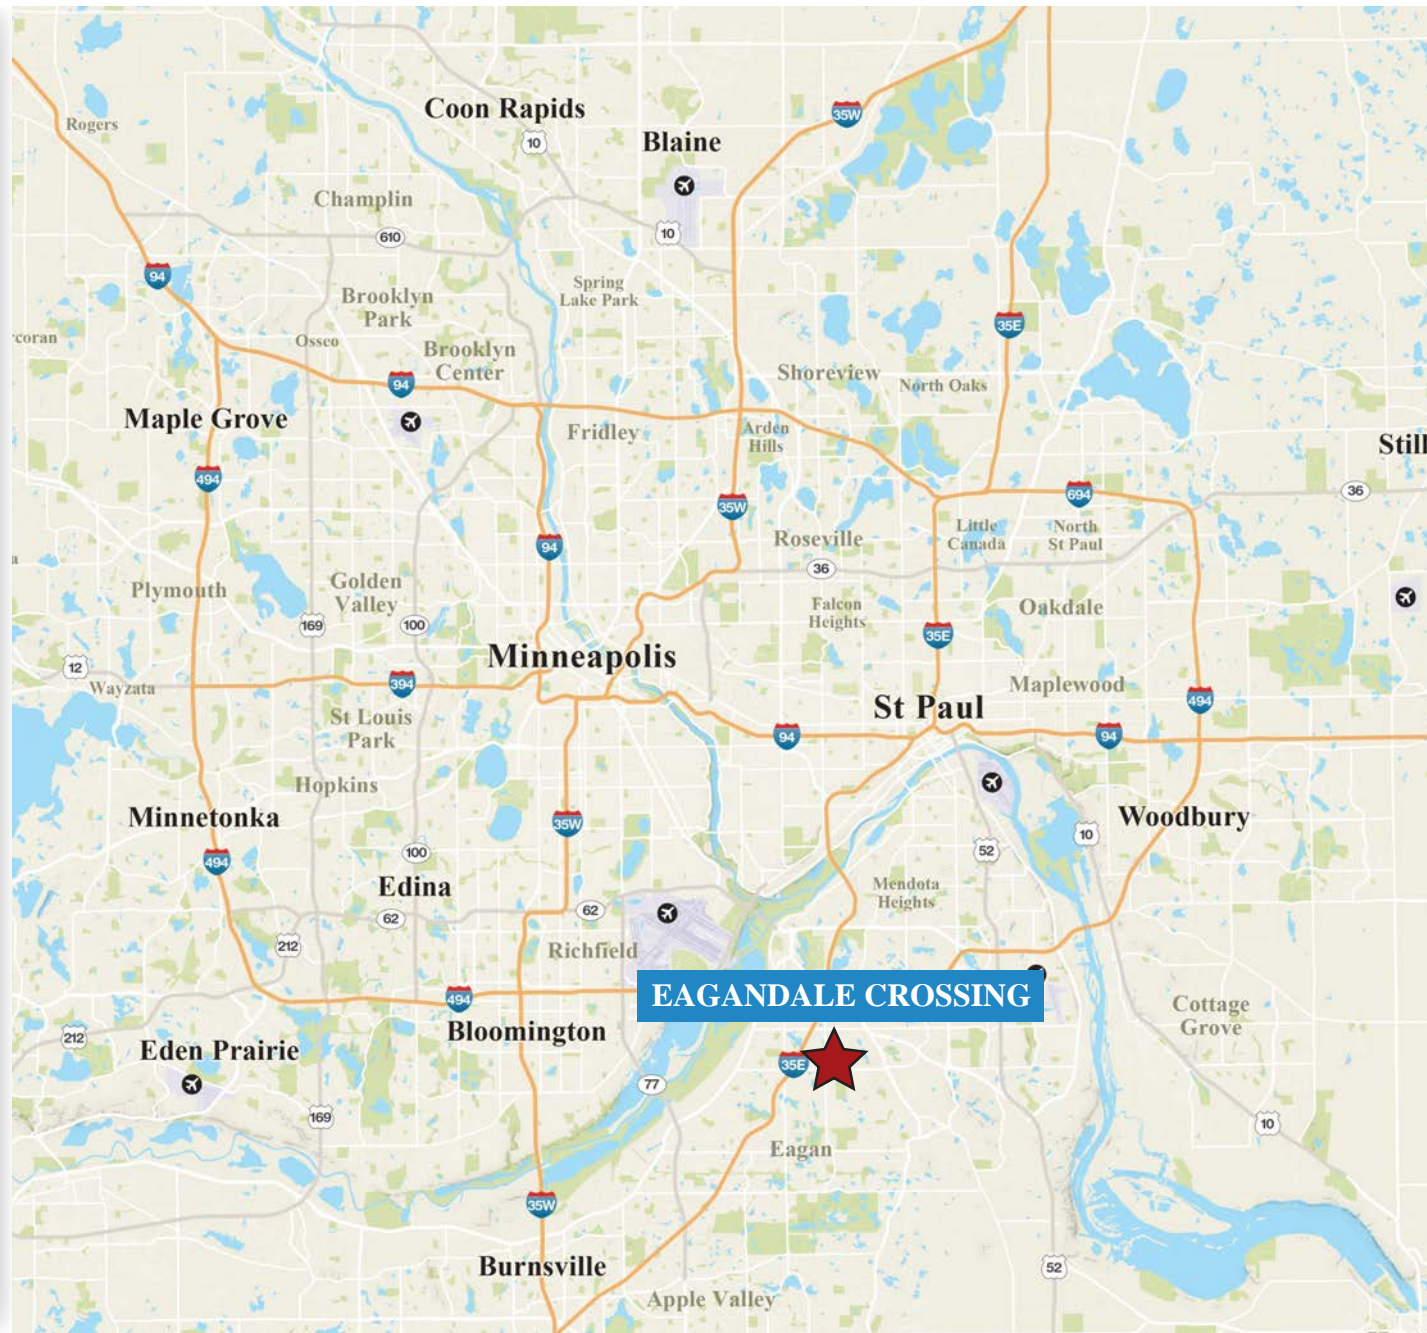 Coon Rapids
35W
Rogers
10
Blaine
Champlin
10
610
94
Spring
Lake Park
Brooklyn
Park
35E
coran
Osseo
Brooklyn
Center
Shoreview
North Oaks
94
Maple Grove
Fridley
Arden
Hills
Still
494
694
36
35W
Little
Canada
North
St Paul
94
Roseville
36
Plymouth
Golden
Valley
Falcon
Heights
Oakdale
169
100
35E
Minneapolis
12
Wayzata
394
Maplewood
494
St Louis
Park
St Paul
94
94
Hopkins
Minnetonka
35W
Woodbury
10
100
52
494
Edina
Mendota
Heights
62
62
212
Richfield
EAGANDALE CROSSING
494
Cottage
Grove
Bloomington
212
Eden Prairie
35E
77
169
10
Eagan
35W
Burnsville
52
Apple Valley